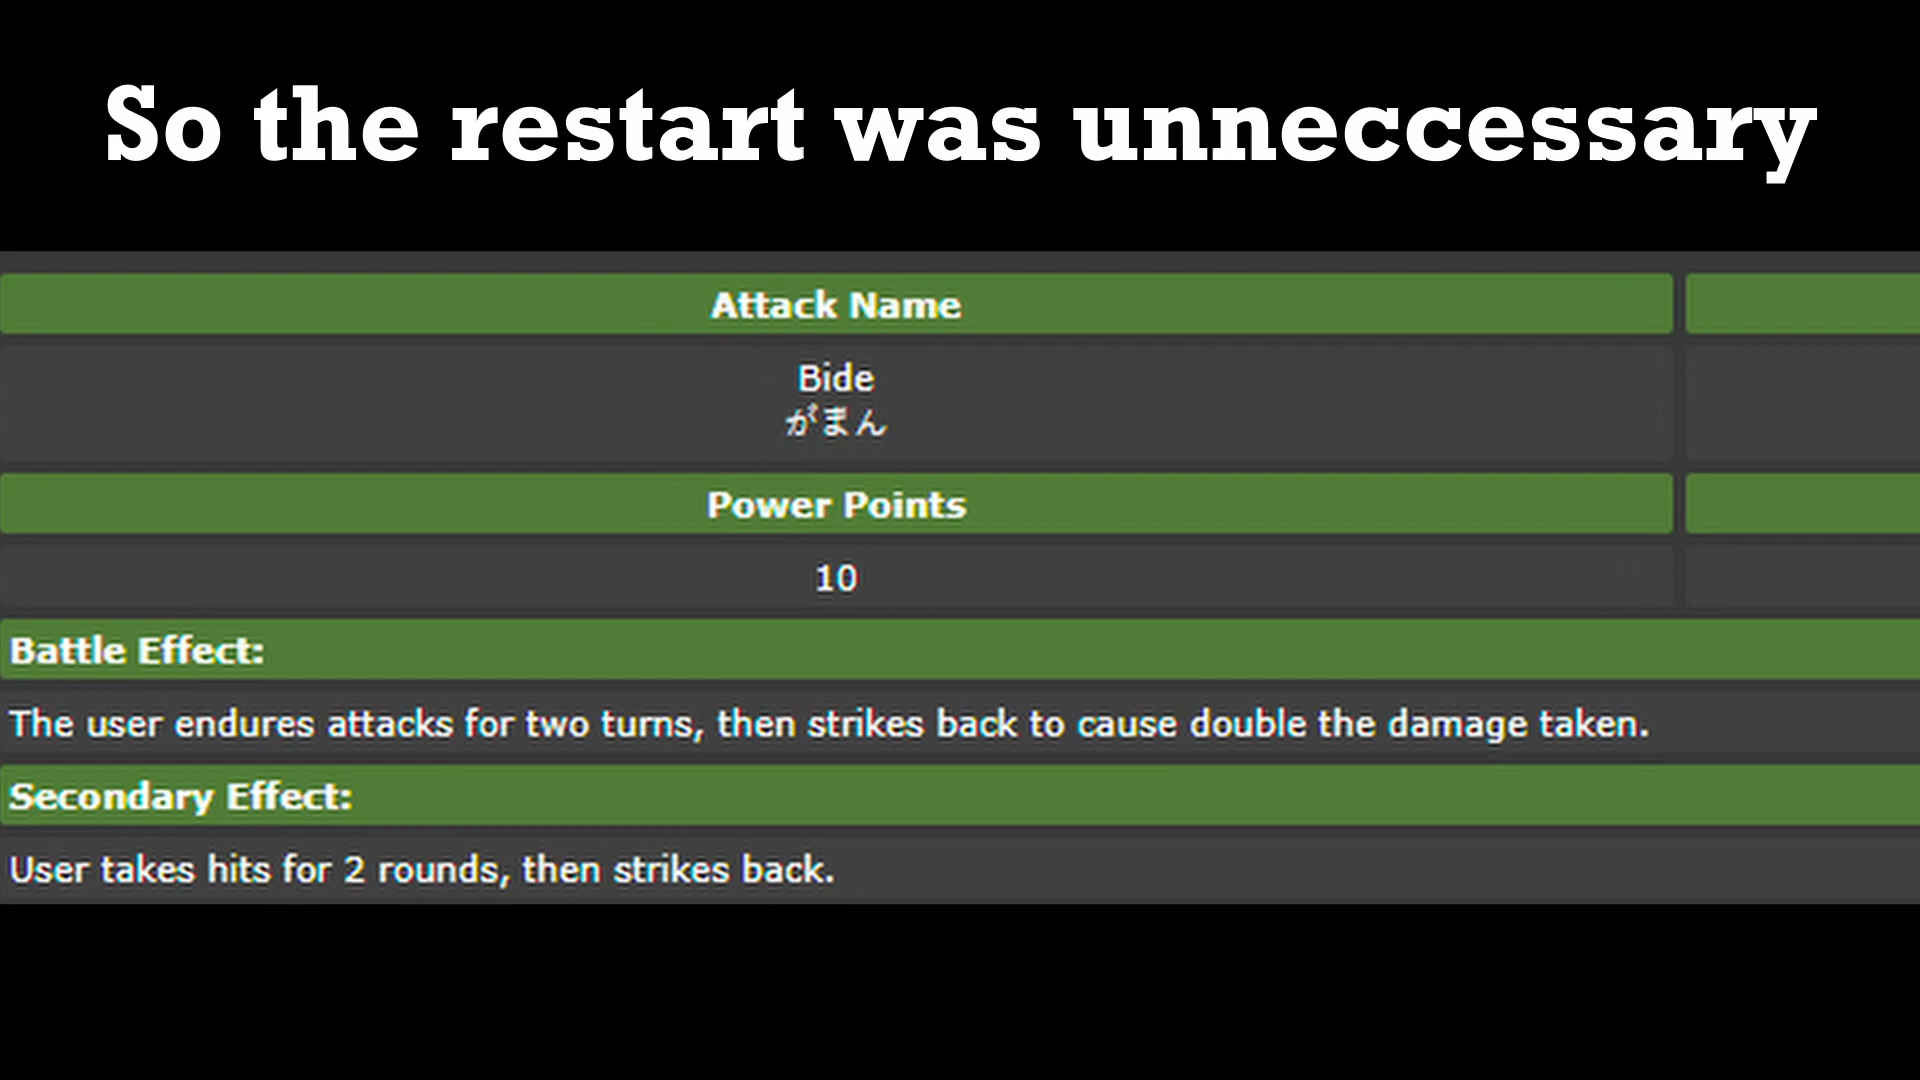 So the restart was unneccessary
Attack Name
Bide
がまん
Power Points
10
Battle Effect:
The user endures attacks for two turns, then strikes back to cause double the damage taken.
Secondary Effect:
User takes hits for 2 rounds, then strikes back.